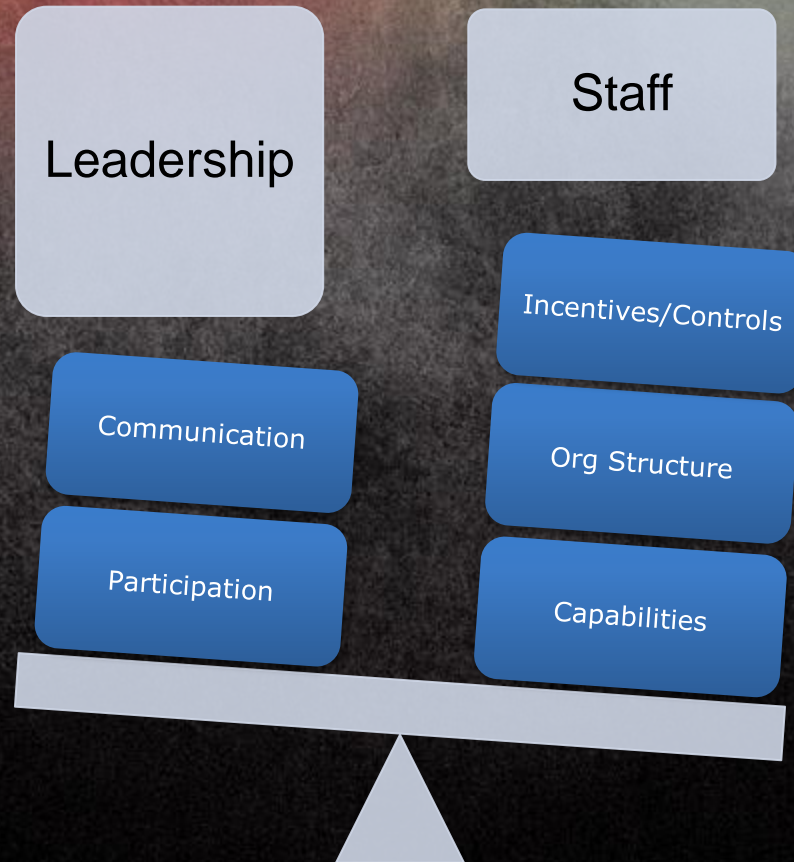 Leadership
Staff
Incentives/Controls
Communication
Org Structure
Participation
Capabilities